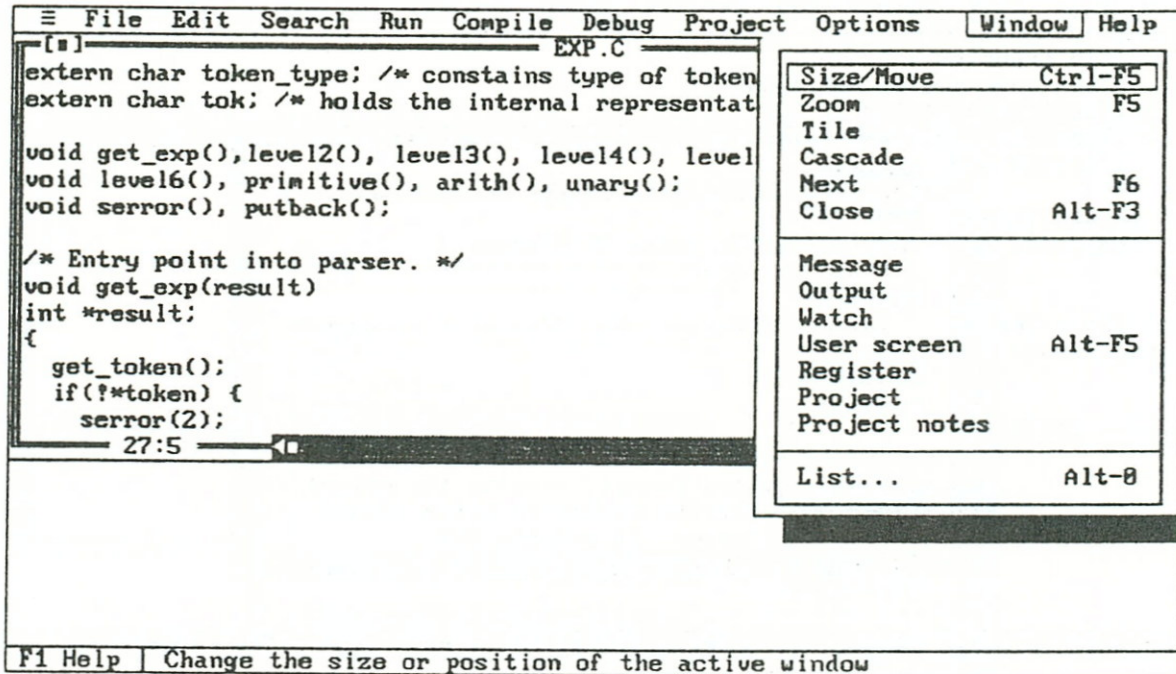 ≡ File Edit Search Run Compile Debug Project Options Window Help
[■] EXP.C
extern char token_type; /* constains type of token
extern char tok; /* holds the internal representat
void get_exp(),level2(), level3(), level4(), level
void level6(), primitive(), arith(), unary();
void serror(), putback();
/* Entry point into parser. */
void get_exp(result)
int *result;
{
get_token();
if(!*token) {
serror(2);
27:5
Size/Move Ctrl-F5
Zoom F5
Tile
Cascade
Next F6
Close Alt-F3
Message
Output
Watch
User screen Alt-F5
Register
Project
Project notes
List... Alt-0
F1 Help | Change the size or position of the active window